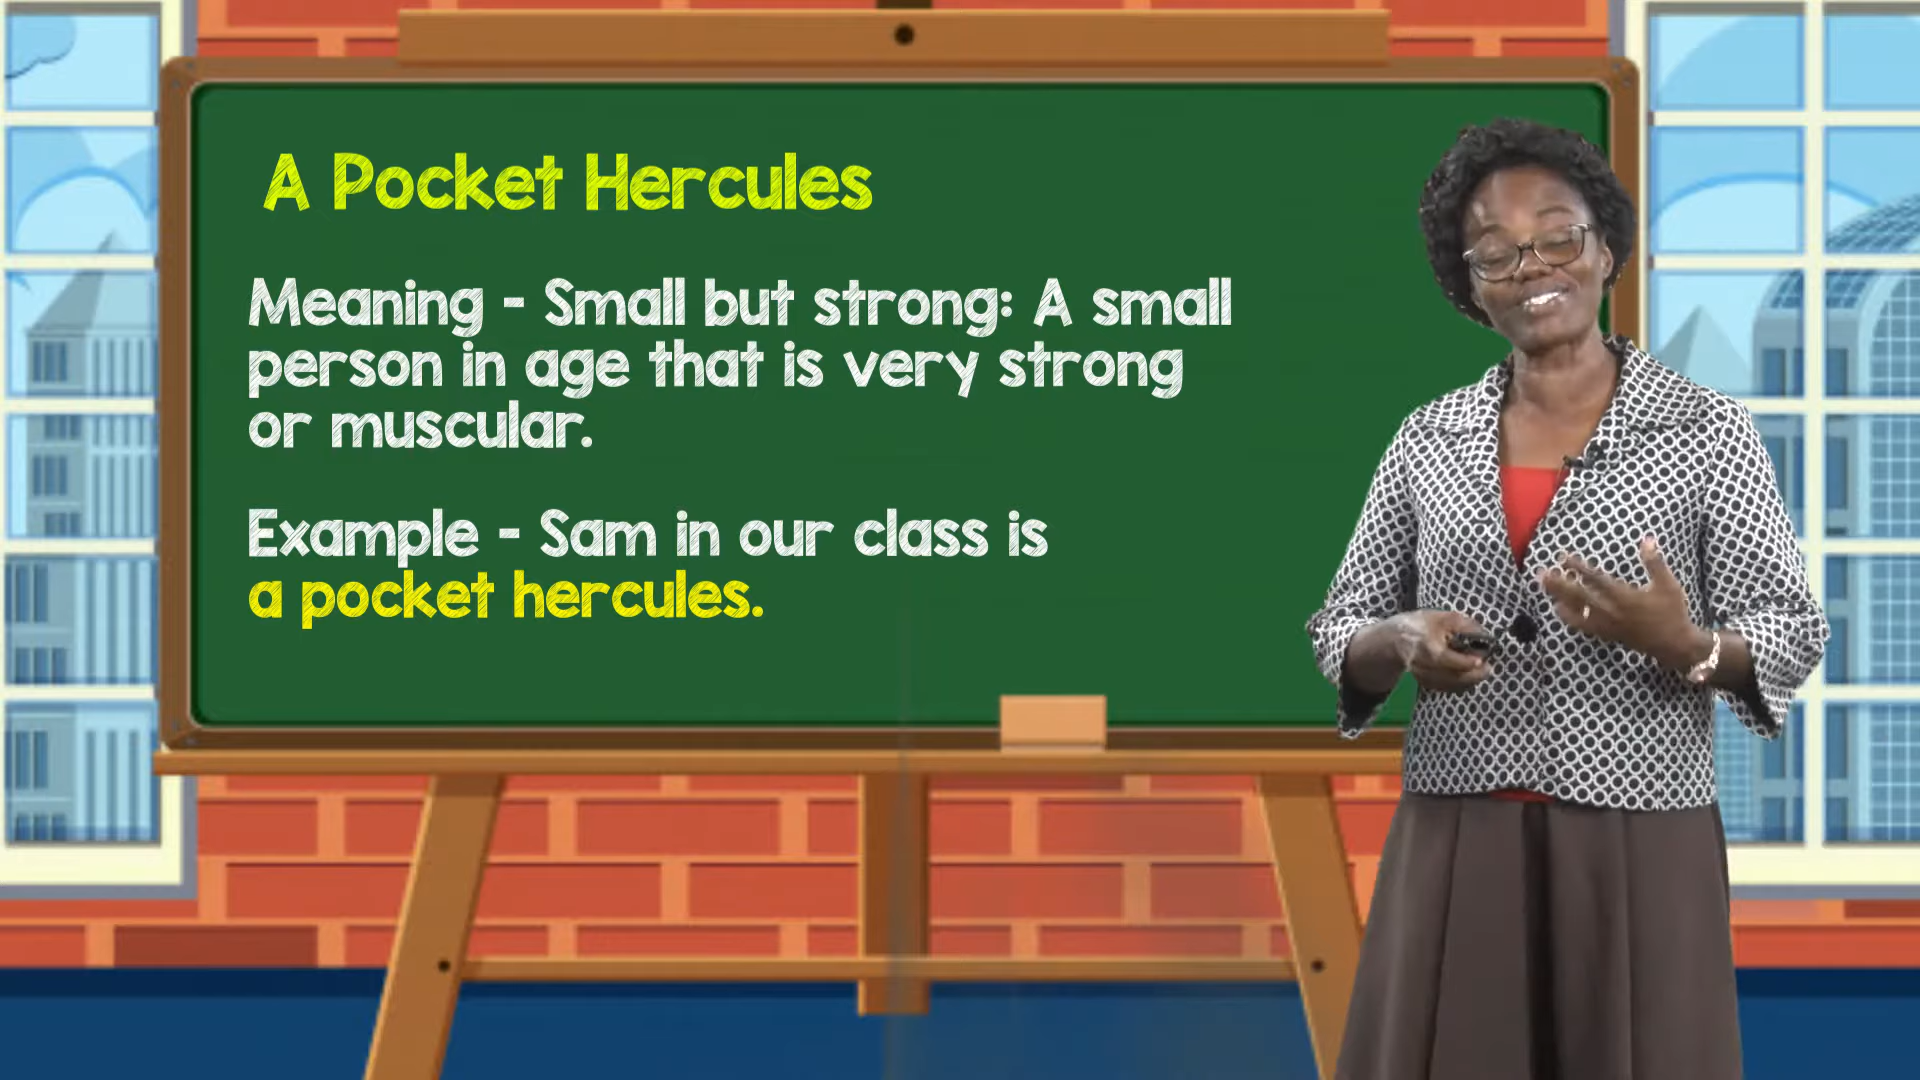 A Pocket Hercules
Meaning - Small but strong: A small
person in age that is very strong
or muscular.
Example - Sam in our class is
a pocket hercules.